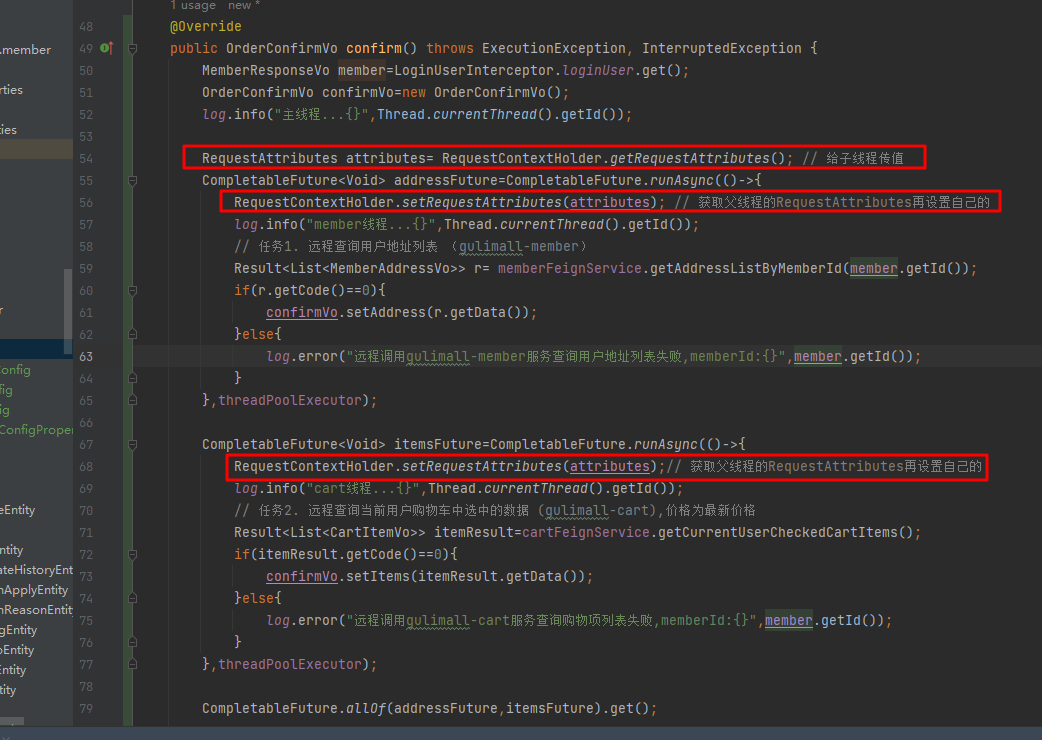 1 usage   new *
48 @Override
.member
49 public OrderConfirmVo confirm() throws ExecutionException, InterruptedException {
50 MemberResponseVo member=LoginUserInterceptor.loginUser.get();
rties
51 OrderConfirmVo confirmVo=new OrderConfirmVo();
52 log.info("主线程...{}",Thread.currentThread().getId());
ies
53
54 RequestAttributes attributes= RequestContextHolder.getRequestAttributes(); // 给子线程传值
55 CompletableFuture<Void> addressFuture=CompletableFuture.runAsync(()->{
56 RequestContextHolder.setRequestAttributes(attributes); // 获取父线程的RequestAttributes再设置自己的
57 log.info("member线程...{}",Thread.currentThread().getId());
58 // 任务1. 远程查询用户地址列表 （gulimall-member）
59 Result<List<MemberAddressVo>> r= memberFeignService.getAddressListByMemberId(member.getId());
60 if(r.getCode()==0){
r
61 confirmVo.setAddress(r.getData());
62 }else{
63 log.error("远程调用gulimall-member服务查询用户地址列表失败,memberId:{}",member.getId());
onfig
64 }
fig
65 },threadPoolExecutor);
ig
66
ConfigProper
67 CompletableFuture<Void> itemsFuture=CompletableFuture.runAsync(()->{
68 RequestContextHolder.setRequestAttributes(attributes);// 获取父线程的RequestAttributes再设置自己的
69 log.info("cart线程...{}",Thread.currentThread().getId());
eEntity
70 // 任务2. 远程查询当前用户购物车中选中的数据 (gulimall-cart),价格为最新价格
71 Result<List<CartItemVo>> itemResult=cartFeignService.getCurrentUserCheckedCartItems();
ntity
72 if(itemResult.getCode()==0){
ateHistoryEnt
73 confirmVo.setItems(itemResult.getData());
nApplyEntity
74 }else{
nReasonEntity
75 log.error("远程调用gulimall-cart服务查询购物项列表失败,memberId:{}",member.getId());
gEntity
76 }
oEntity
77 },threadPoolExecutor);
Entity
78
tity
79 CompletableFuture.allOf(addressFuture,itemsFuture).get();